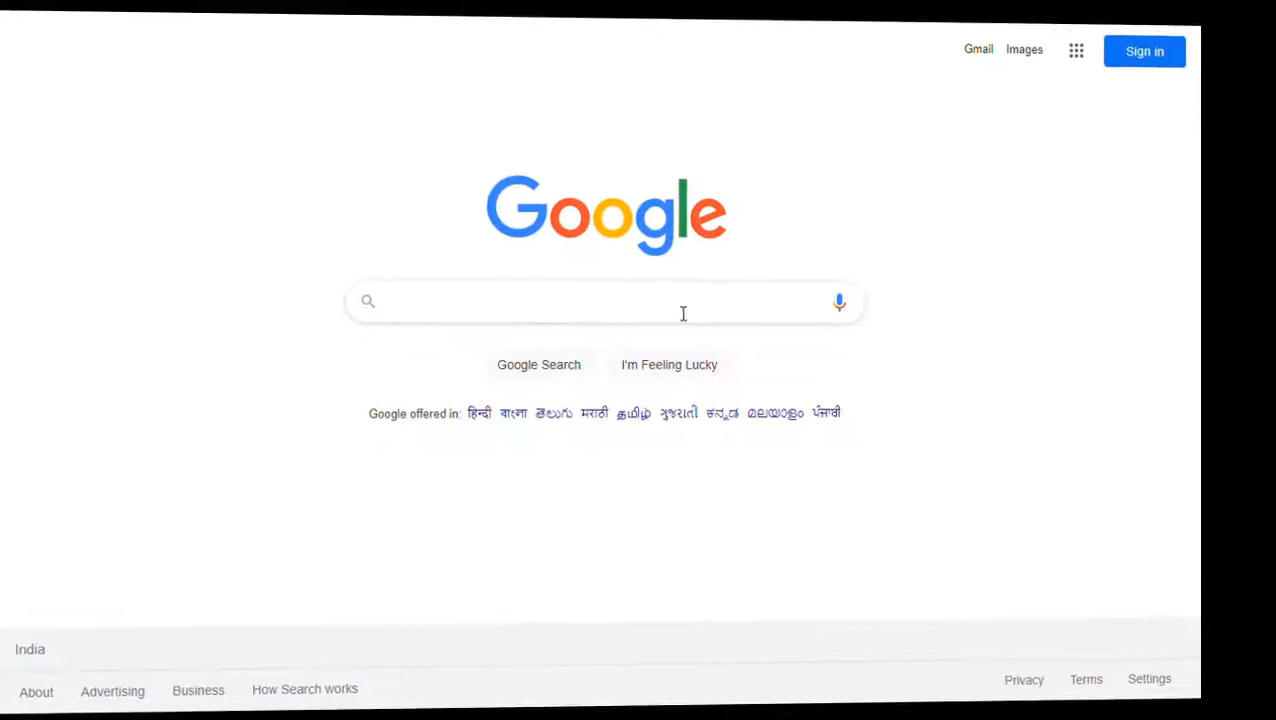 Gmail Images Sign in
Google
Google Search I'm Feeling Lucky
Google offered in: हिन्दी বাংলা తెలుగు मराठी தமிழ் ગુજરાતી ಕನ್ನಡ മലയാളം ਪੰਜਾਬੀ
India
About Advertising Business How Search works Privacy Terms Settings